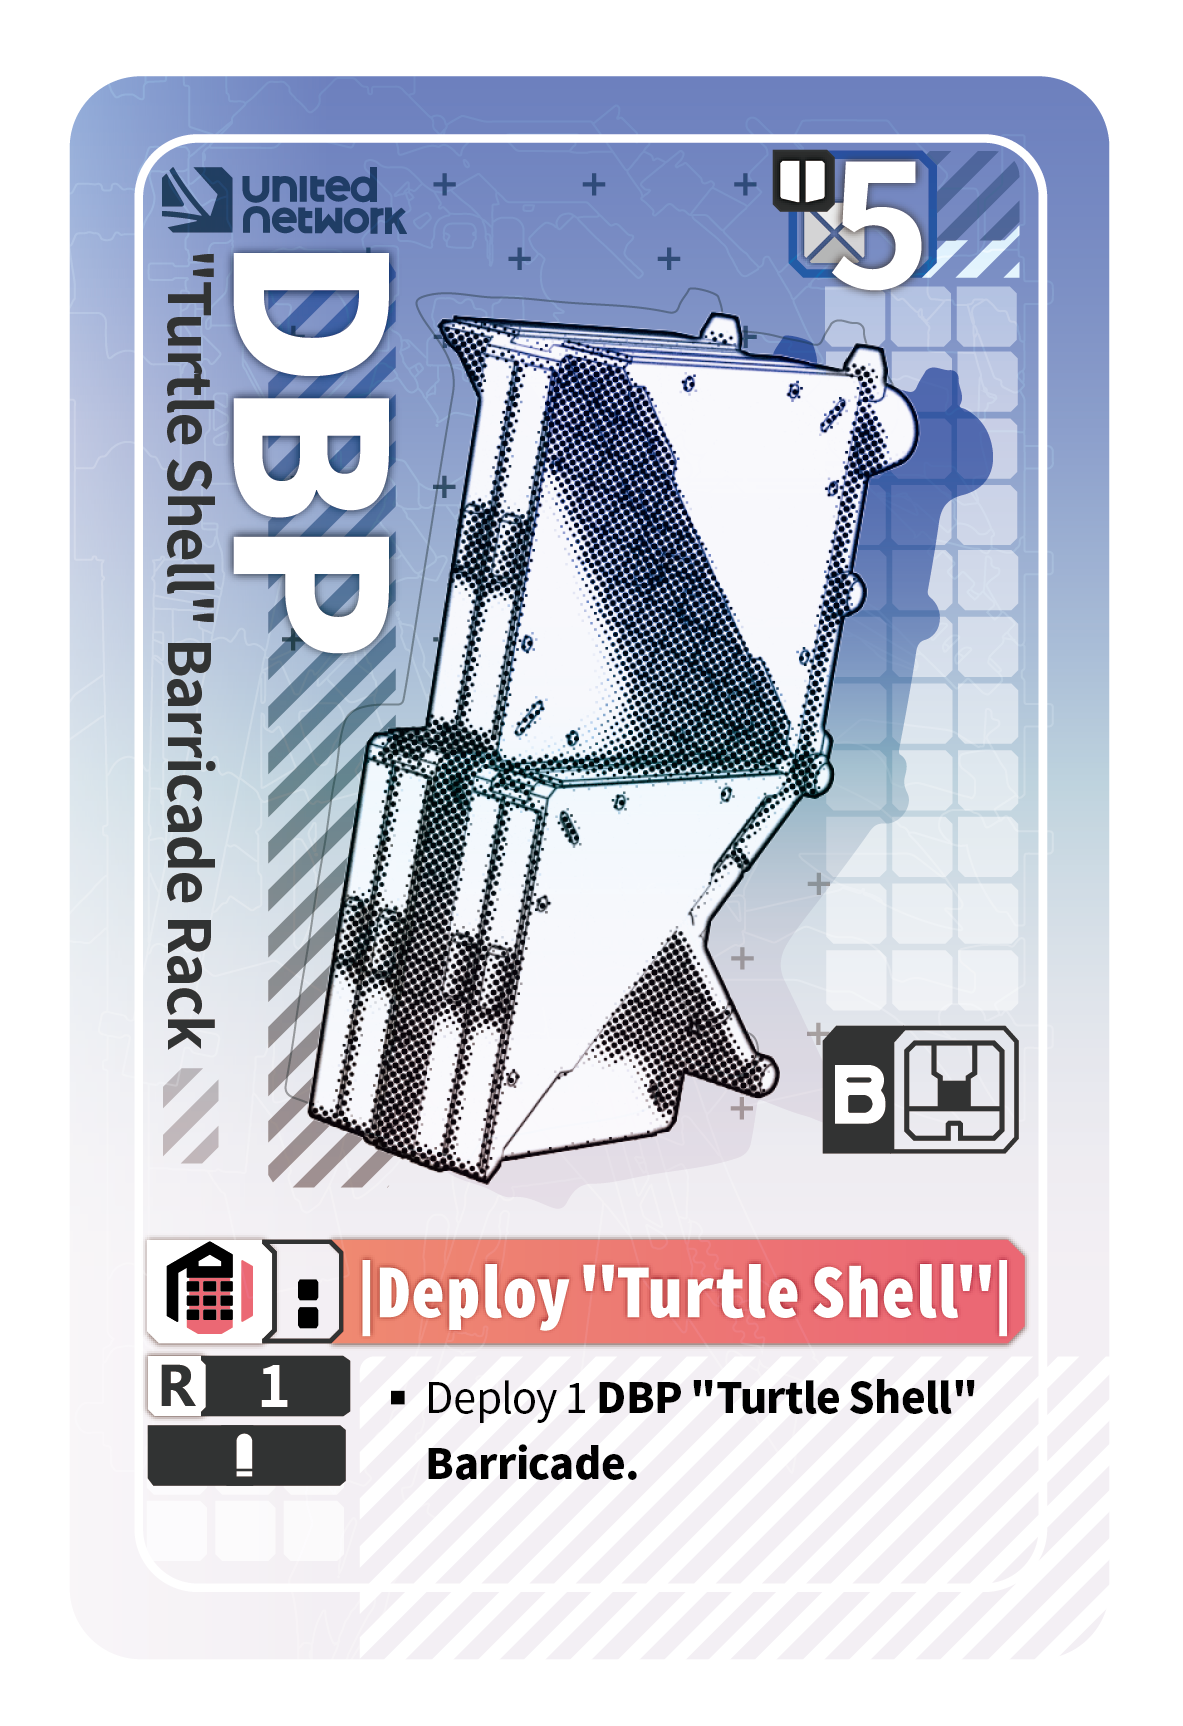 UNITED
NETWORK
5
DBP
"Turtle Shell" Barricade Rack
B
|Deploy "Turtle Shell"|
R 1
▪ Deploy 1 DBP "Turtle Shell"
Barricade.